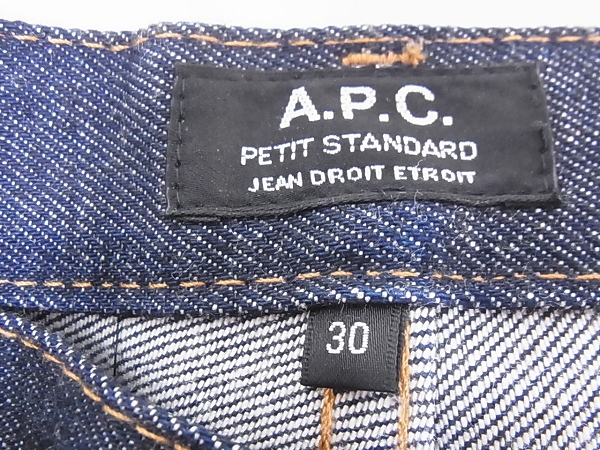 A.P.C.
PETIT STANDARD
JEAN DROIT ETROIT
30